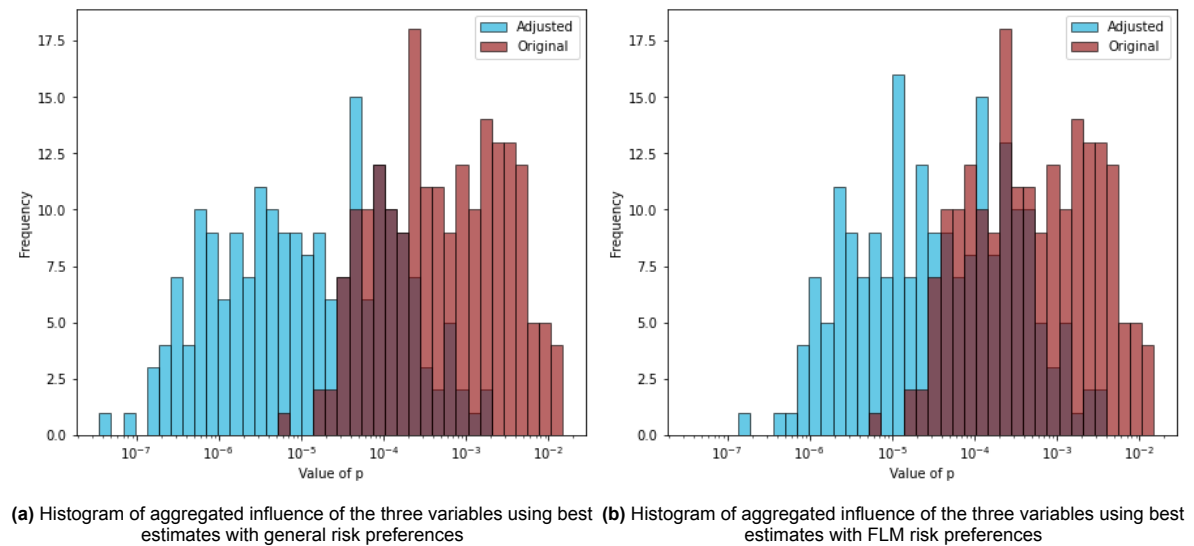 Adjusted
Original
17.5
15.0
12.5
10.0
7.5
5.0
2.5
0.0
Frequency
10⁻⁷ 10⁻⁶ 10⁻⁵ 10⁻⁴ 10⁻³ 10⁻²
Value of p
Adjusted
Original
17.5
15.0
12.5
10.0
7.5
5.0
2.5
0.0
Frequency
10⁻⁷ 10⁻⁶ 10⁻⁵ 10⁻⁴ 10⁻³ 10⁻²
Value of p
(a) Histogram of aggregated influence of the three variables using best
estimates with general risk preferences
(b) Histogram of aggregated influence of the three variables using best
estimates with FLM risk preferences